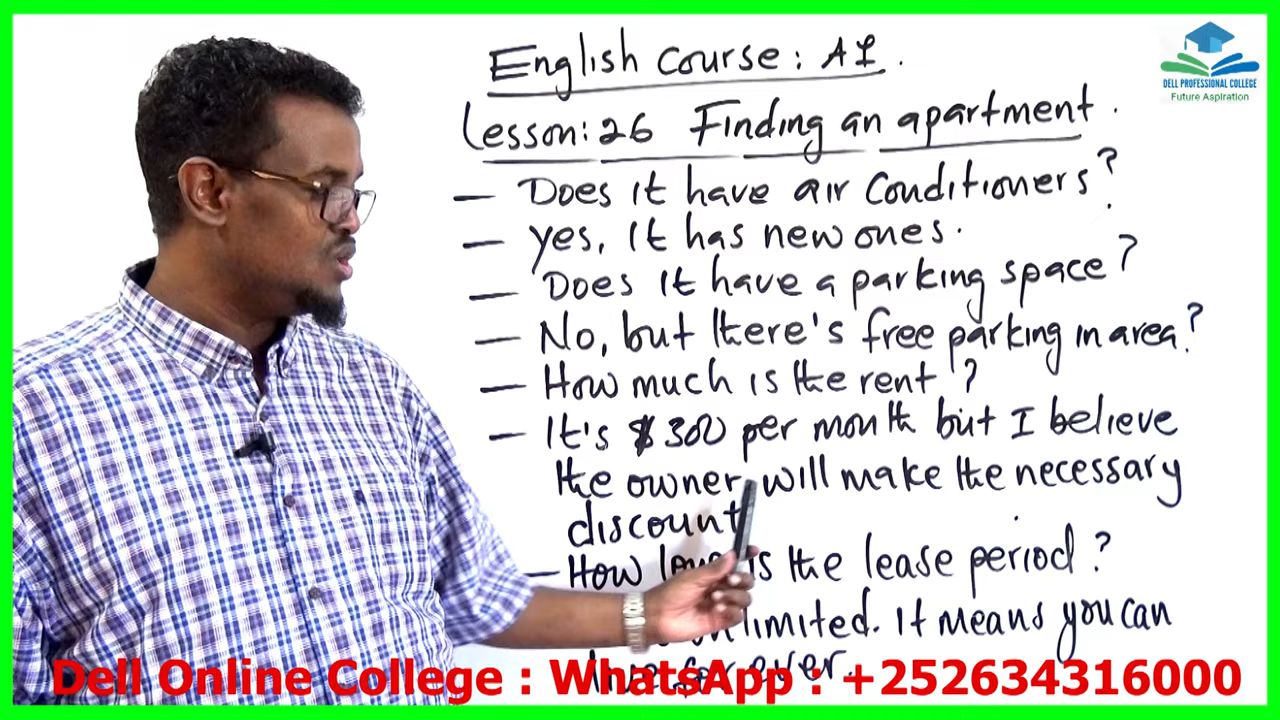 English course: A1.
DELL PROFESSIONAL COLLEGE
Future Aspiration
Lesson: 26 Finding an apartment.
— Does it have air conditioners?
— yes, it has new ones.
— Does it have a parking space?
— No, but there's free parking in area?
— How much is the rent?
— It's $300 per month but I believe
the owner will make the necessary
discount
— How is the lease period?
limited. It means you can
for ever.
Dell Online College : WhatsApp : +252634316000